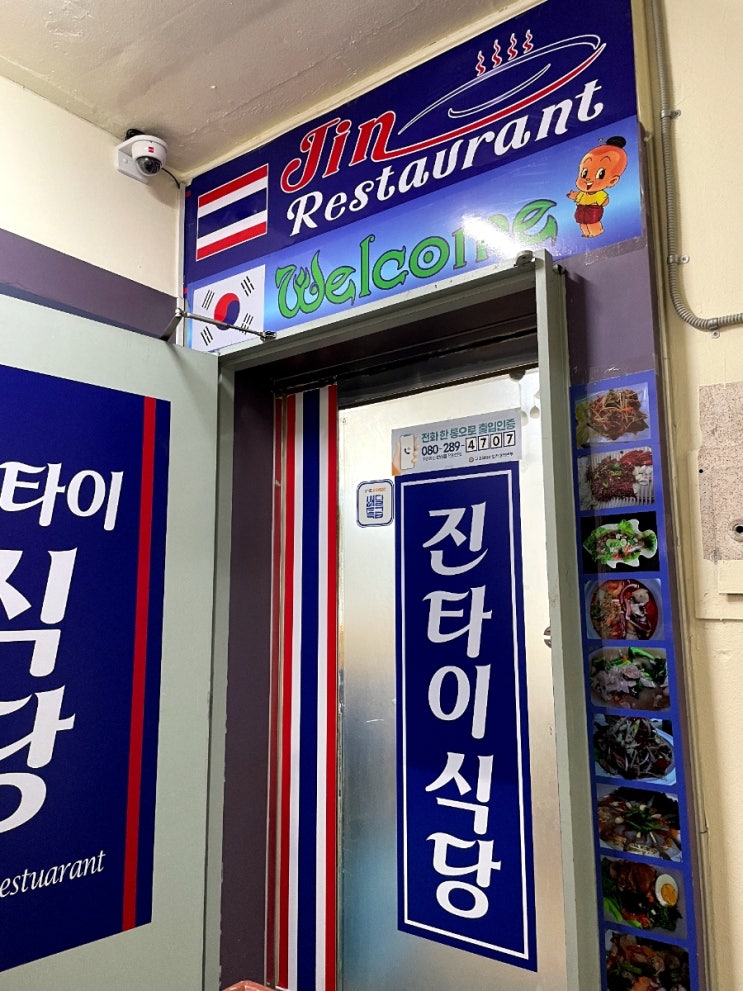 Jin
Restaurant
Welcome
전화 한 통으로 출입인증
080-289-4707
타이
식
당
estuarant
진타이식당